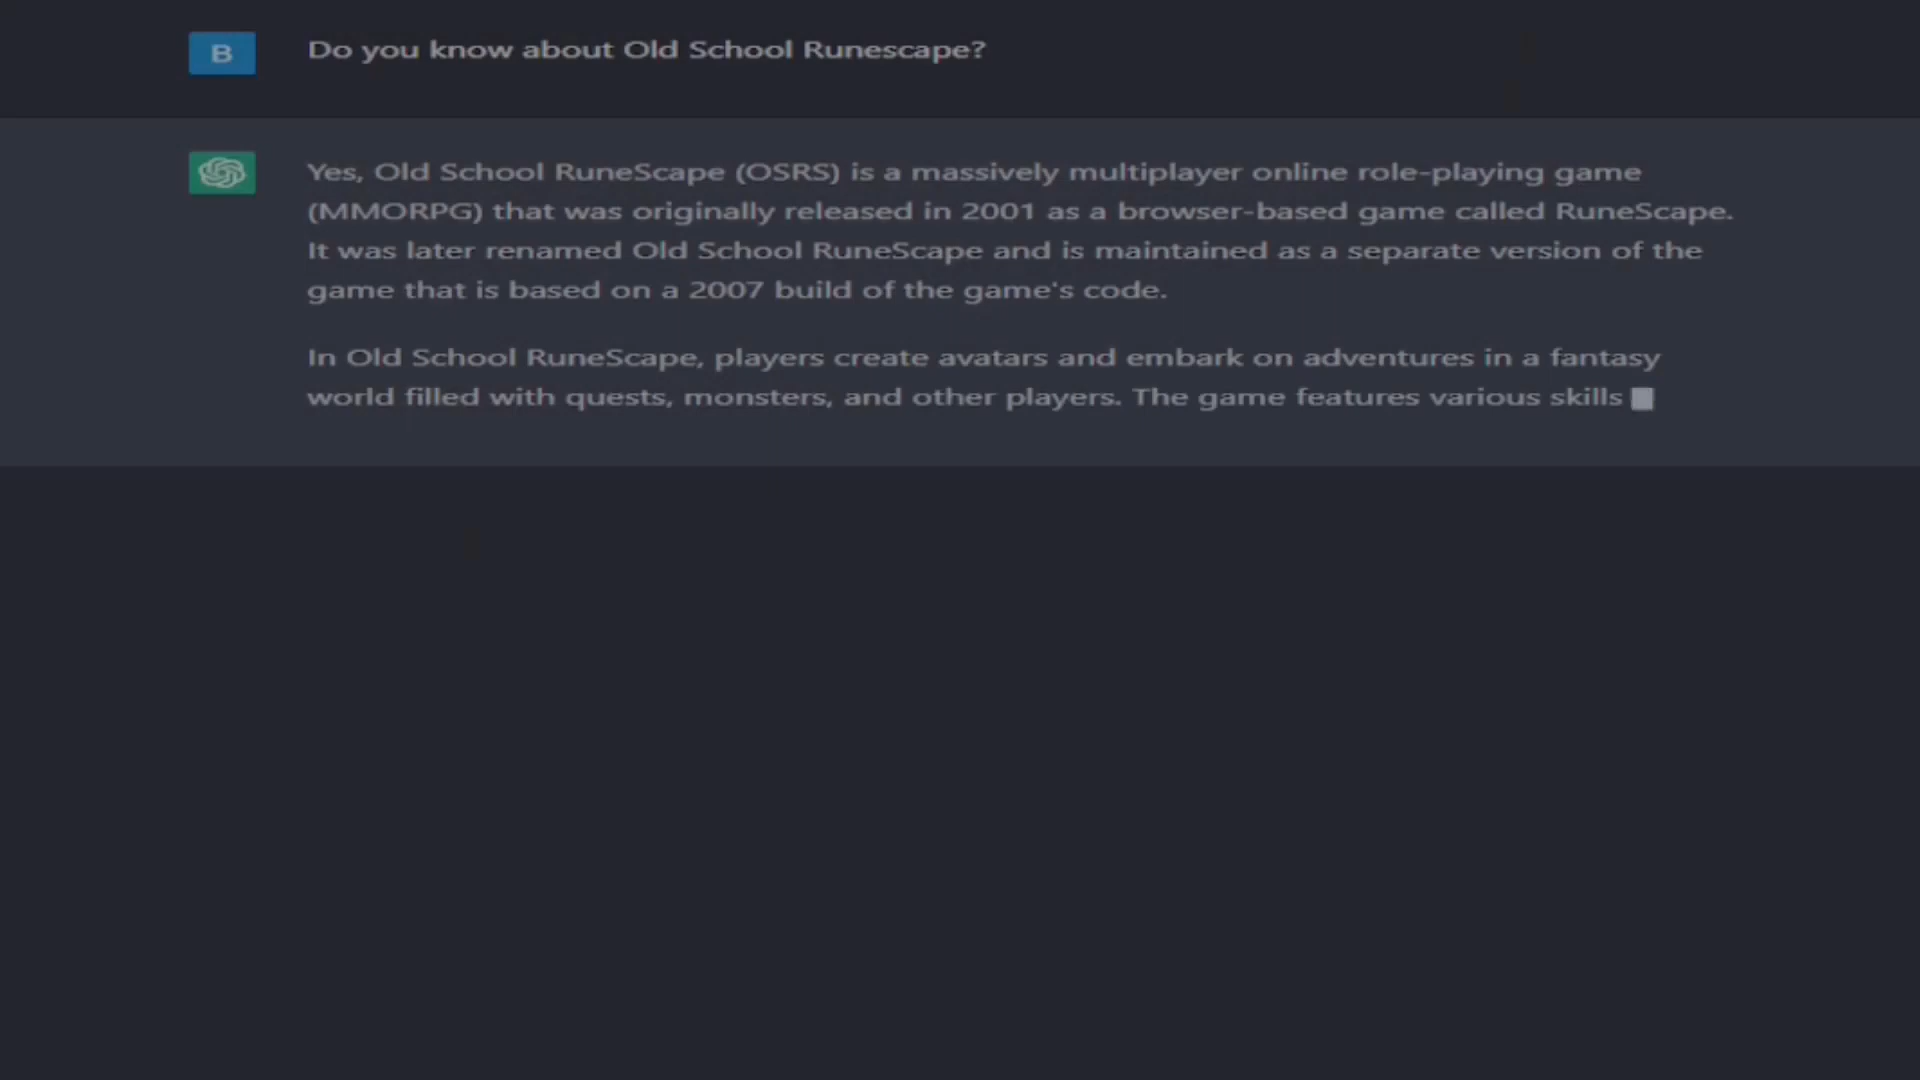 B
Do you know about Old School Runescape?
Yes, Old School RuneScape (OSRS) is a massively multiplayer online role-playing game
(MMORPG) that was originally released in 2001 as a browser-based game called RuneScape.
It was later renamed Old School RuneScape and is maintained as a separate version of the
game that is based on a 2007 build of the game's code.
In Old School RuneScape, players create avatars and embark on adventures in a fantasy
world filled with quests, monsters, and other players. The game features various skills